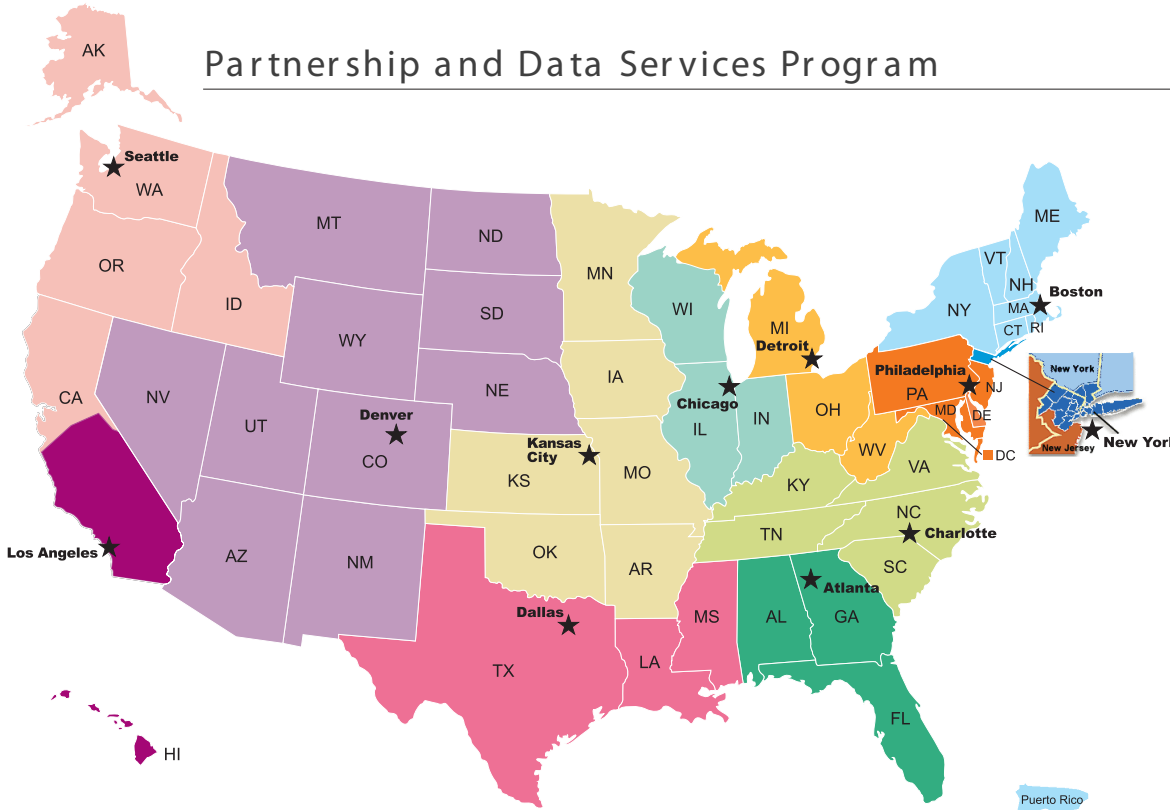 AK
Partnership and Data Services Program
Seattle
WA
MT
ND
ME
OR
MN
VT
ID
NH
Boston
SD
WI
NY
MA
WY
MI
CT
RI
Detroit
IA
NE
Philadelphia
New York
CA
NV
PA
NJ
UT
Denver
Chicago
OH
MD
DE
CO
Kansas
City
IL
IN
New York
WV
New Jersey
DC
KS
MO
KY
VA
NC
TN
Charlotte
Los Angeles
AZ
NM
OK
AR
SC
Atlanta
Dallas
MS
AL
GA
TX
LA
FL
HI
Puerto Rico